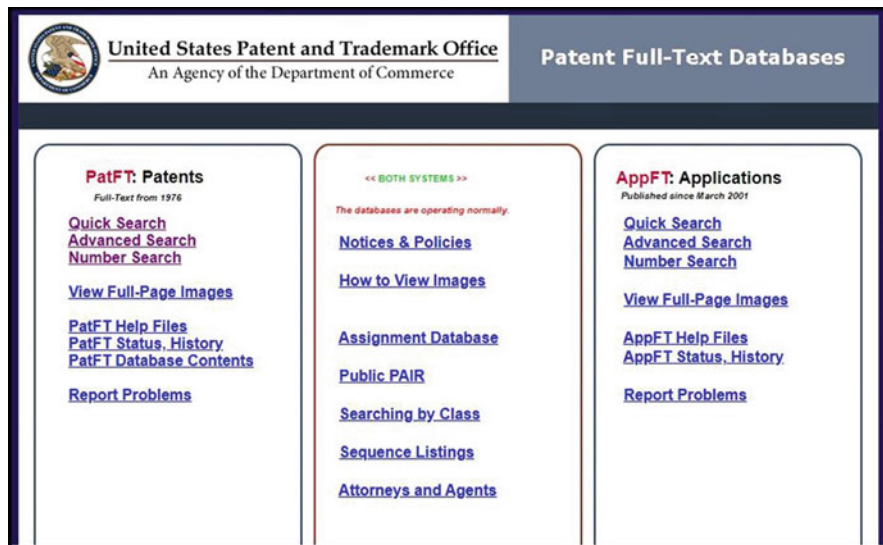 United States Patent and Trademark Office
An Agency of the Department of Commerce
Patent Full-Text Databases
PatFT: Patents
Full-Text from 1976
Quick Search
Advanced Search
Number Search
View Full-Page Images
PatFT Help Files
PatFT Status, History
PatFT Database Contents
Report Problems
<< BOTH SYSTEMS >>
The databases are operating normally.
Notices & Policies
How to View Images
Assignment Database
Public PAIR
Searching by Class
Sequence Listings
Attorneys and Agents
AppFT: Applications
Published since March 2001
Quick Search
Advanced Search
Number Search
View Full-Page Images
AppFT Help Files
AppFT Status, History
Report Problems